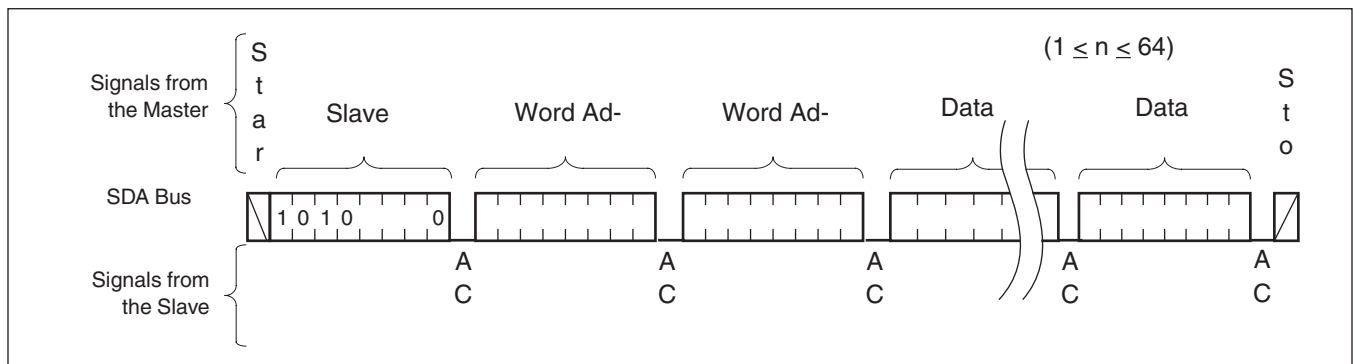 (1 ≤ n ≤ 64)
Signals from
the Master
S
t
a
r
Slave
Word Ad-
Word Ad-
Data
Data
S
t
o
SDA Bus
1 0 1 0 0
A
C
A
C
A
C
A
C
A
C
Signals from
the Slave